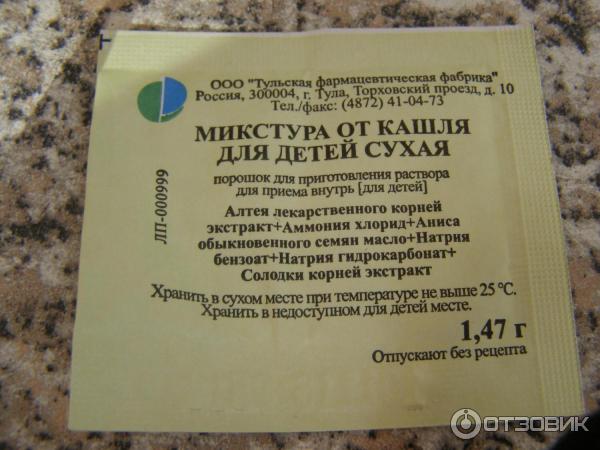 ООО "Тульская фармацевтическая фабрика"
Россия, 300004, г. Тула, Торховский проезд, д. 10
Тел./факс: (4872) 41-04-73
МИКСТУРА ОТ КАШЛЯ
ДЛЯ ДЕТЕЙ СУХАЯ
порошок для приготовления раствора
для приема внутрь [для детей]
Алтея лекарственного корней
экстракт+Аммония хлорид+Аниса
обыкновенного семян масло+Натрия
бензоат+Натрия гидрокарбонат+
Солодки корней экстракт
Хранить в сухом месте при температуре не выше 25 °С.
Хранить в недоступном для детей месте.
1,47 г
Отпускают без рецепта
ЛП-000999
ОТЗОВИК